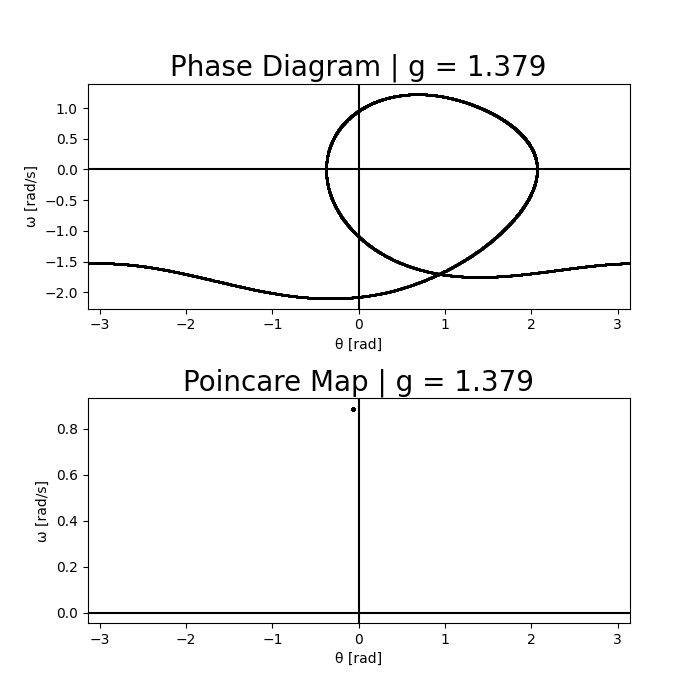 Phase Diagram | g = 1.379
1.0
0.5
0.0
−0.5
−1.0
−1.5
−2.0
ω [rad/s]
−3 −2 −1 0 1 2 3
θ [rad]
Poincare Map | g = 1.379
0.8
0.6
0.4
0.2
0.0
ω [rad/s]
−3 −2 −1 0 1 2 3
θ [rad]